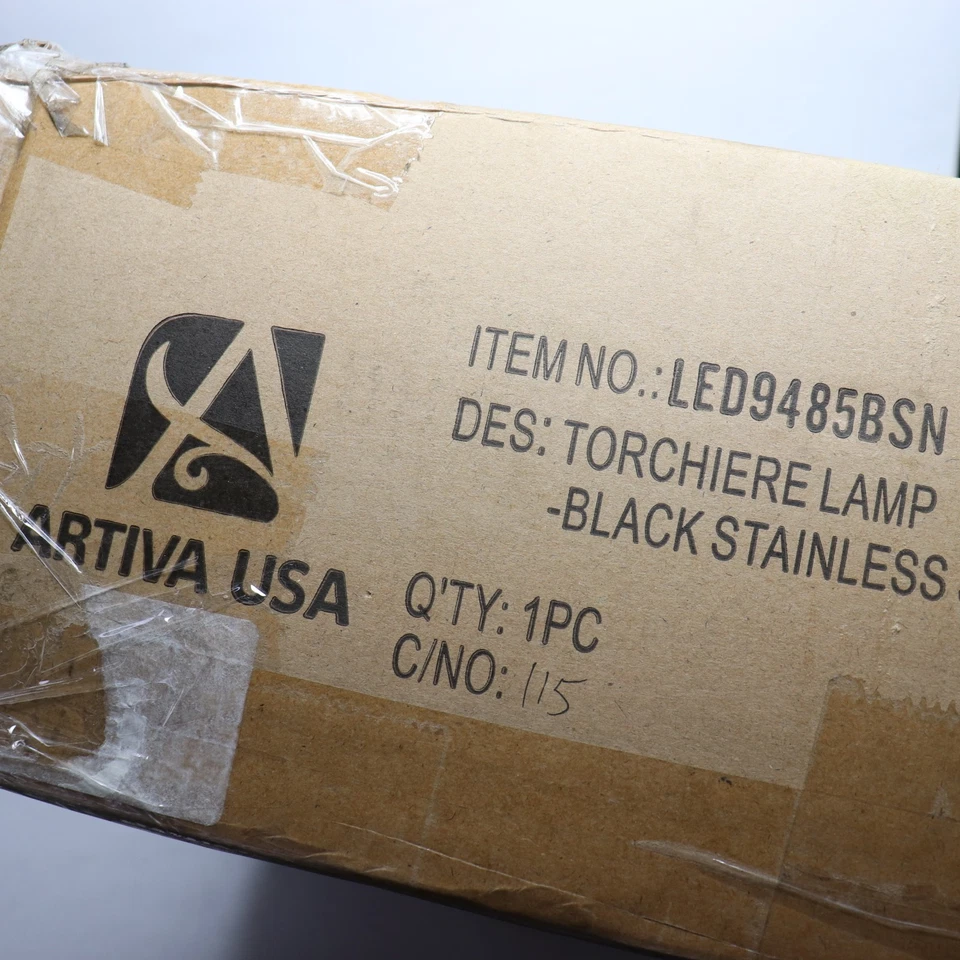 ITEM NO.:LED9485BSN
DES: TORCHIERE LAMP
-BLACK STAINLESS
ARTIVA USA
Q'TY: 1PC
C/NO: 115